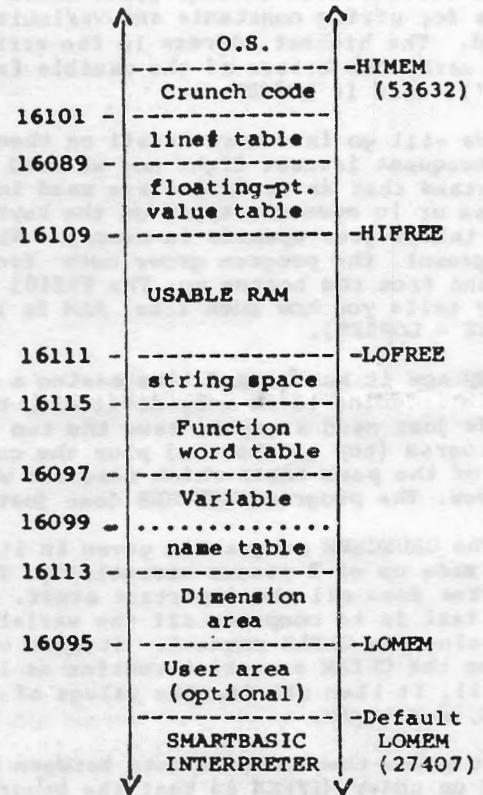 O.S.
HIMEM
Crunch code (53632)
16101
line# table
16089
floating-pt.
value table
16109 HIFREE
USABLE RAM
16111 LOFREE
string space
16115
Function
word table
16097
Variable
16099
name table
16113
Dimension
area
16095 LOMEM
User area
(optional)
Default
SMARTBASIC LOMEM
INTERPRETER (27407)